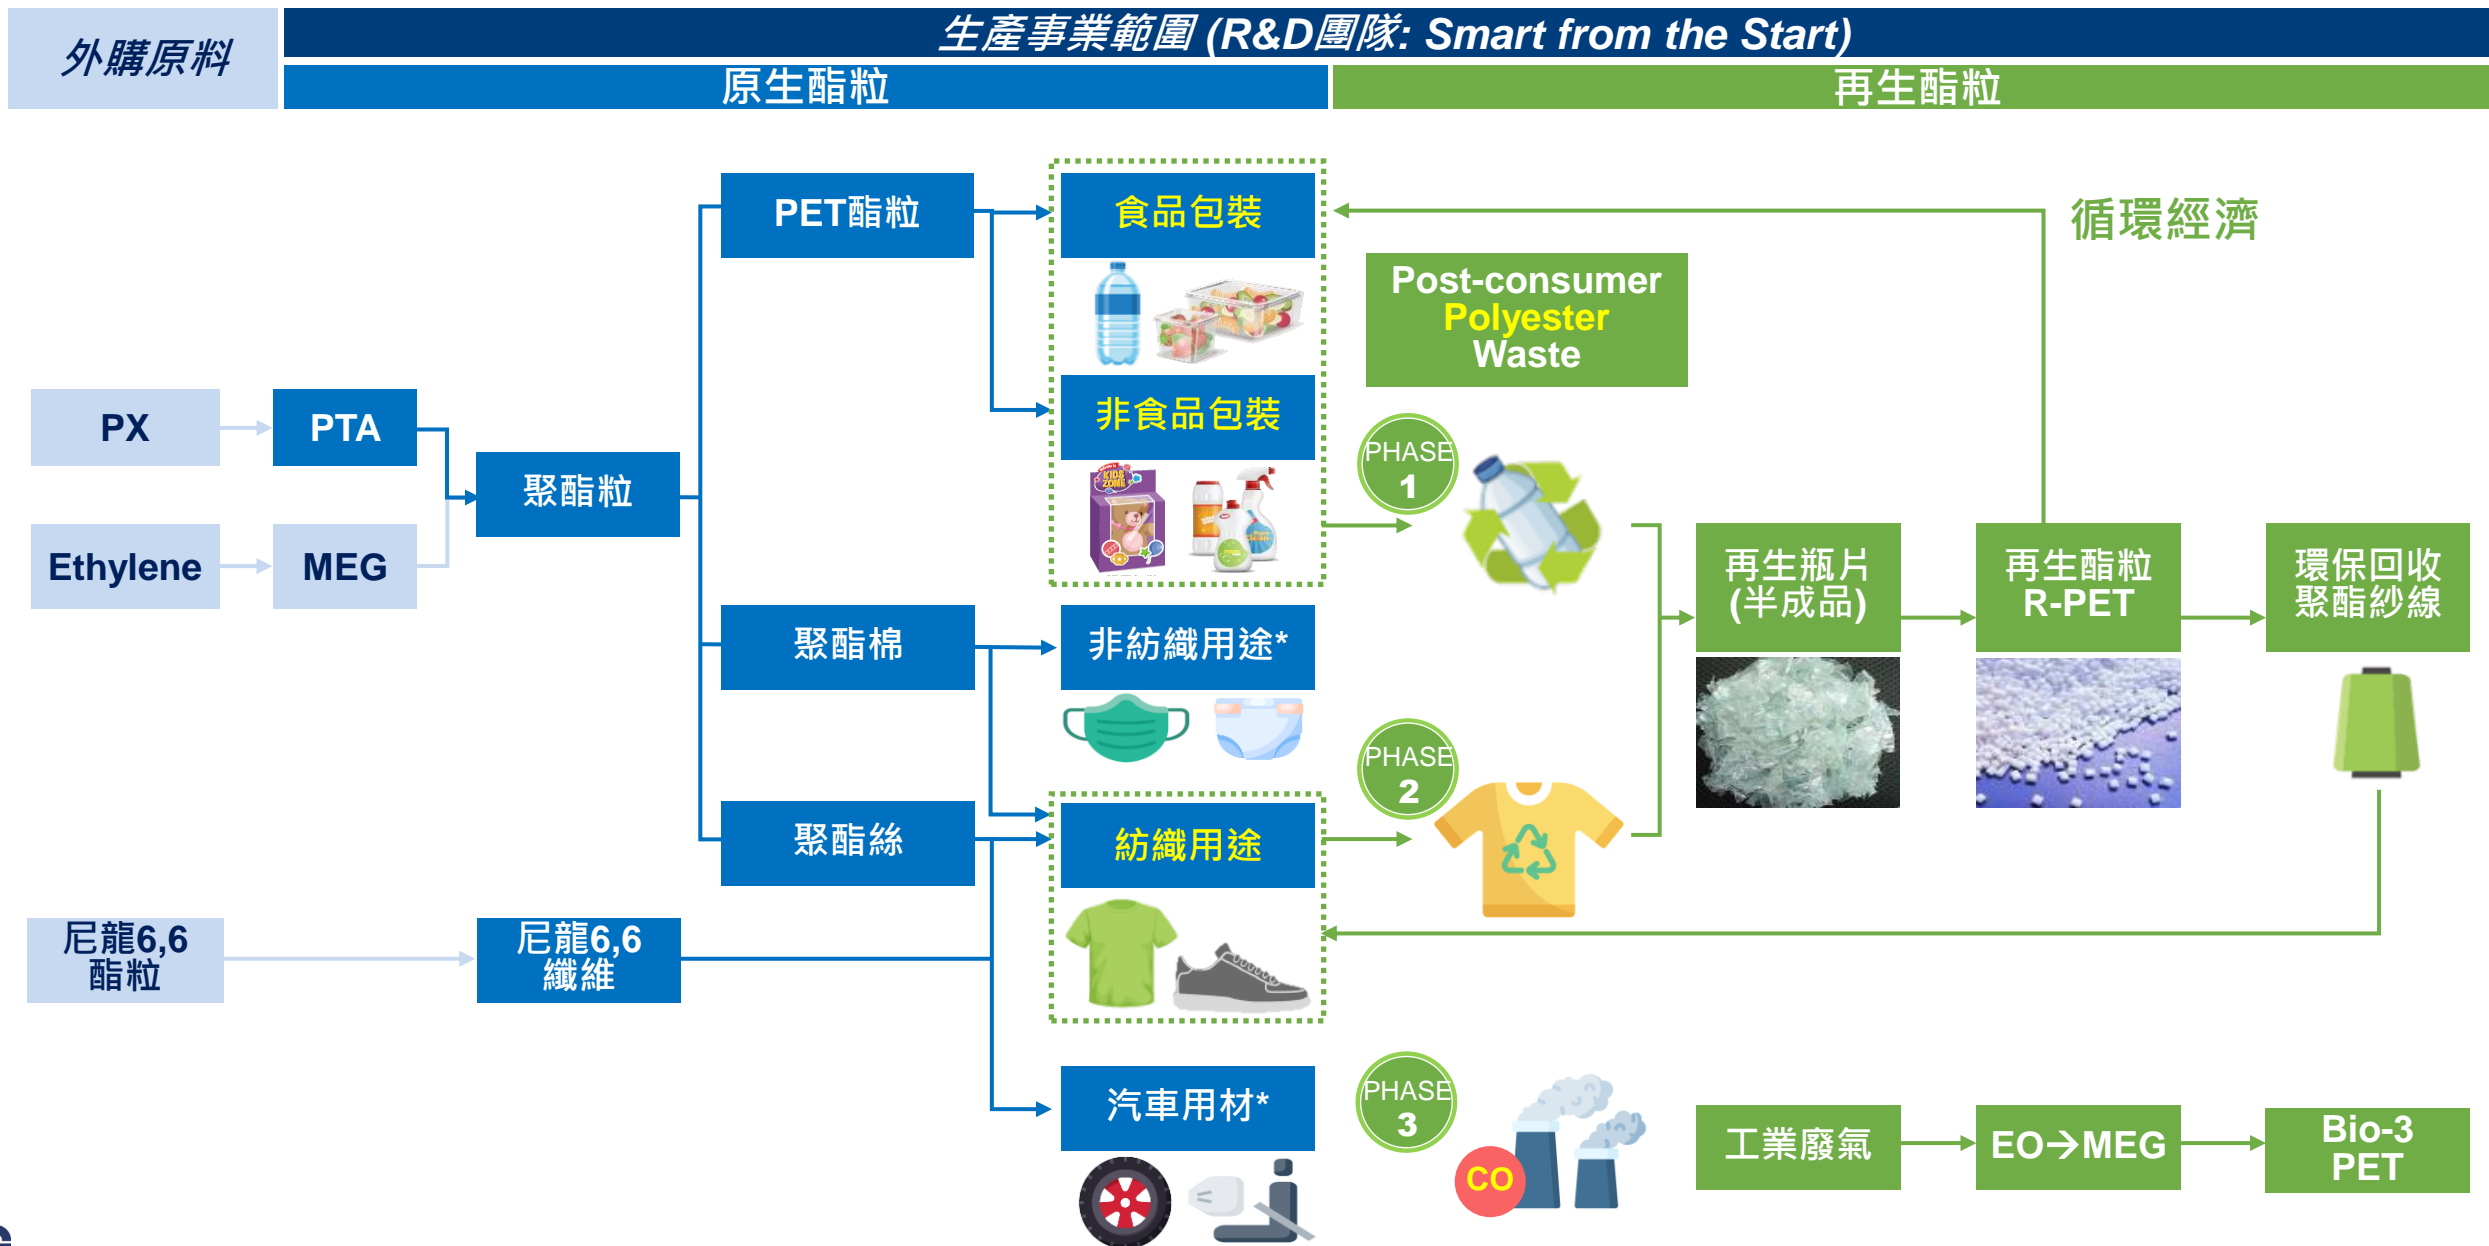 外購原料
生產事業範圍 (R&D團隊: Smart from the Start)
原生酯粒
再生酯粒
PET酯粒
食品包裝
循環經濟
Post-consumer
Polyester
Waste
PX
PTA
非食品包裝
PHASE
1
KIDS
ZONE
聚酯粒
Ethylene
MEG
再生瓶片
(半成品)
再生酯粒
R-PET
環保回收
聚酯紗線
聚酯棉
非紡織用途*
PHASE
2
聚酯絲
紡織用途
尼龍6,6
酯粒
尼龍6,6
纖維
汽車用材*
PHASE
3
CO
工業廢氣
EO→MEG
Bio-3
PET